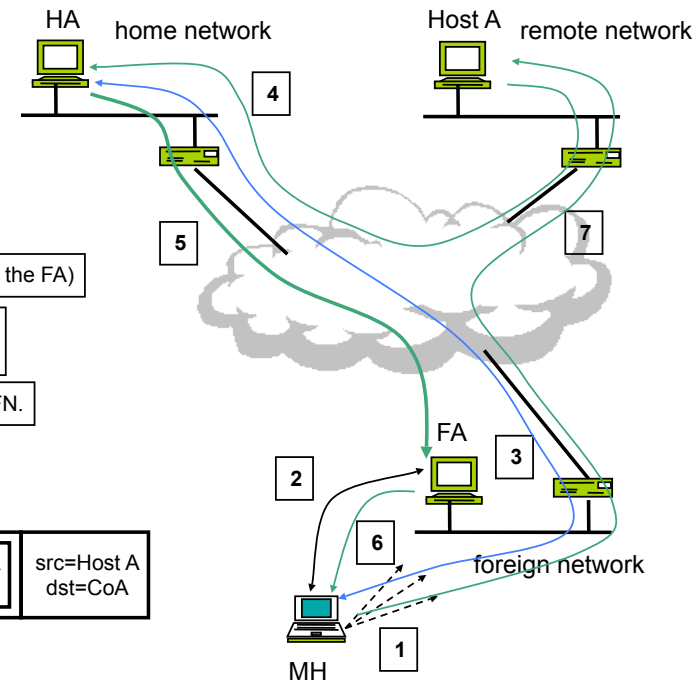 HA
home network
Host A
remote network
4
5
7
the FA)
FN.
FA
3
2
6
src=Host A
dst=CoA
foreign network
1
MH